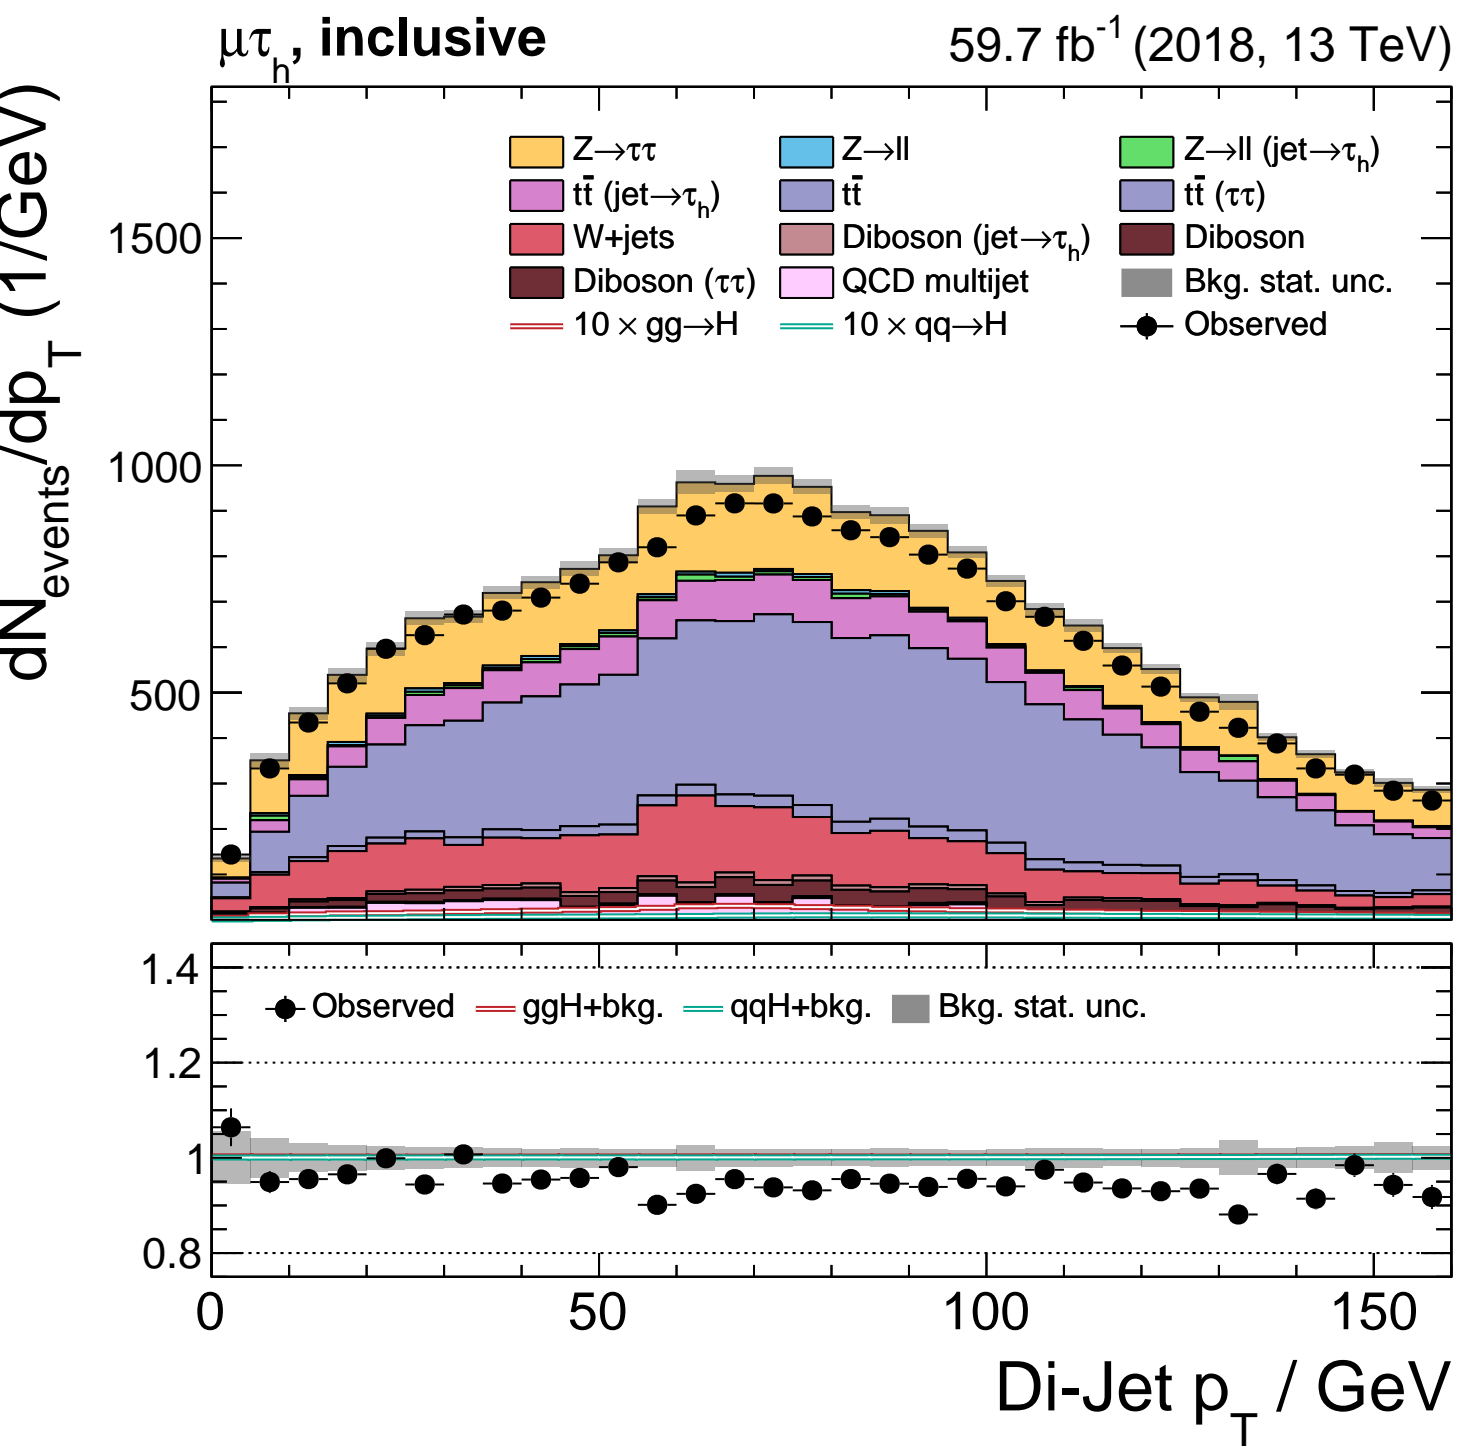 μτh, inclusive
59.7 fb-1 (2018, 13 TeV)
dNevents/dpT (1/GeV)
Z→ττ Z→ll Z→ll (jet→τh)
tt̄ (jet→τh) tt̄ tt̄ (ττ)
W+jets Diboson (jet→τh) Diboson
Diboson (ττ) QCD multijet Bkg. stat. unc.
10 × gg→H 10 × qq→H Observed
1500
1000
500
1.4
Observed ggH+bkg. qqH+bkg. Bkg. stat. unc.
1.2
1
0.8
0 50 100 150
Di-Jet pT / GeV